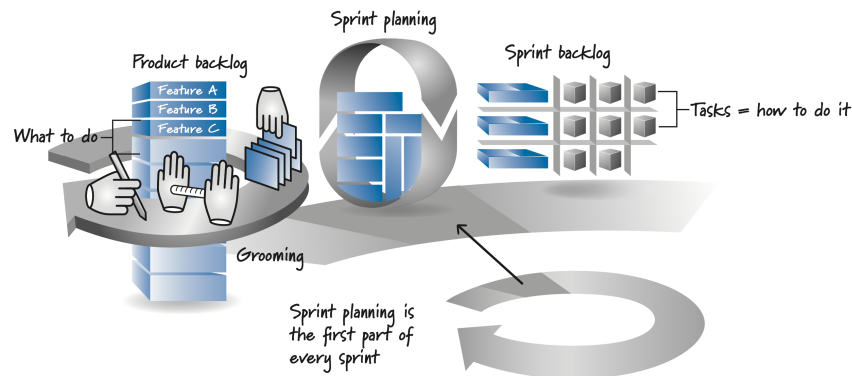 Sprint planning
Product backlog
Sprint backlog
Feature A
Feature B
Feature C
What to do
Tasks = how to do it
Grooming
Sprint planning is
the first part of
every sprint